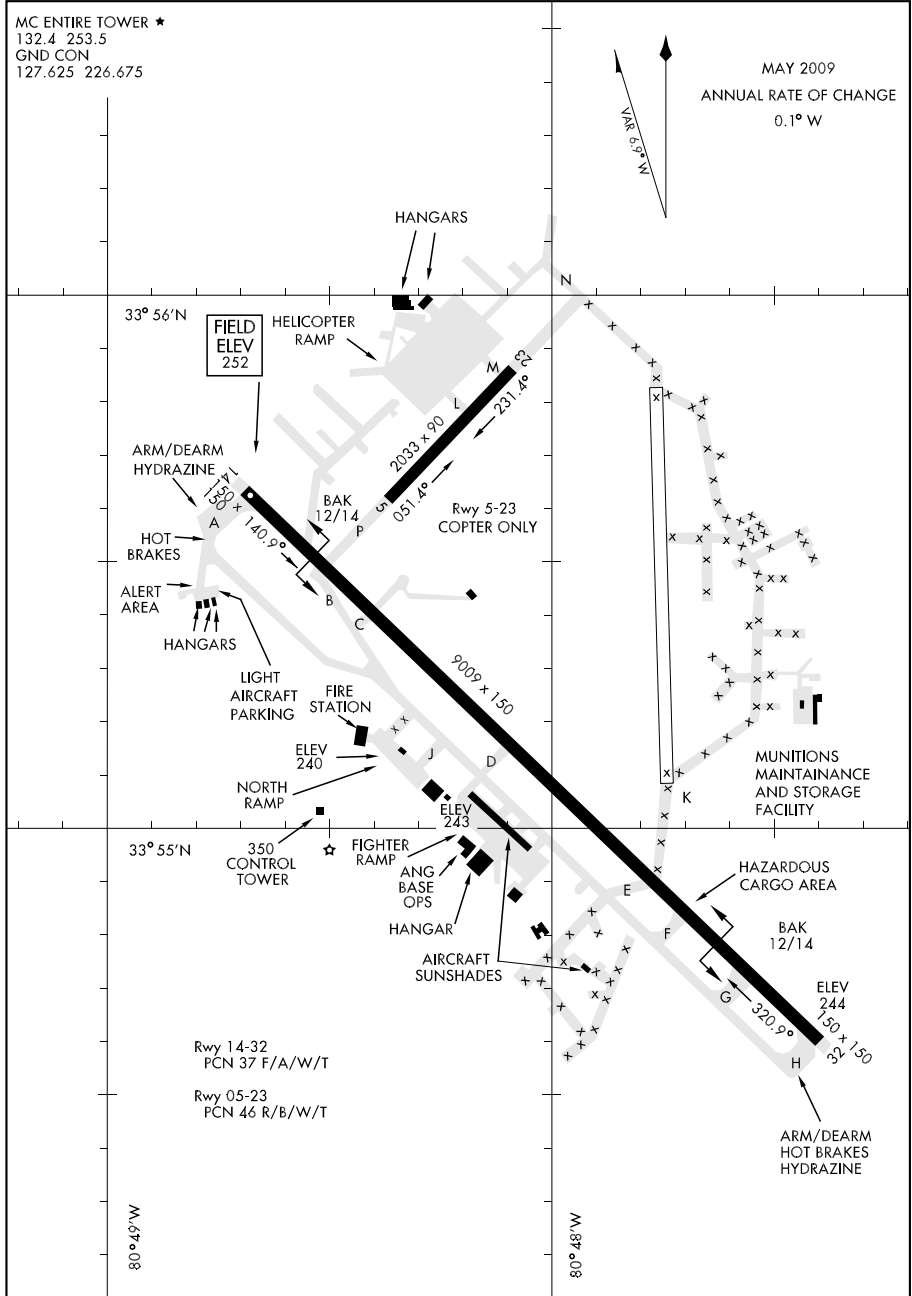 MC ENTIRE TOWER ★
132.4 253.5
GND CON
127.625 226.675
MAY 2009
ANNUAL RATE OF CHANGE
0.1° W
VAR 6.9° W
HANGARS
N
33° 56'N
FIELD
ELEV
252
HELICOPTER
RAMP
M
23
L
231.4°
2033 x 90
051.4°
5
Rwy 5-23
COPTER ONLY
ARM/DEARM
HYDRAZINE
14
150 x
150
140.9°
A
BAK
12/14
P
HOT
BRAKES
B
ALERT
AREA
C
HANGARS
LIGHT
AIRCRAFT
PARKING
9009 x 150
FIRE
STATION
ELEV
240
J
D
NORTH
RAMP
MUNITIONS
MAINTAINANCE
AND STORAGE
FACILITY
K
ELEV
243
33° 55'N
350
CONTROL
TOWER
FIGHTER
RAMP
ANG
BASE
OPS
HANGAR
HAZARDOUS
CARGO AREA
E
F
BAK
12/14
AIRCRAFT
SUNSHADES
G
320.9°
ELEV
244
150 x 150
32
H
Rwy 14-32
PCN 37 F/A/W/T
Rwy 05-23
PCN 46 R/B/W/T
ARM/DEARM
HOT BRAKES
HYDRAZINE
80° 49'W
80° 48'W